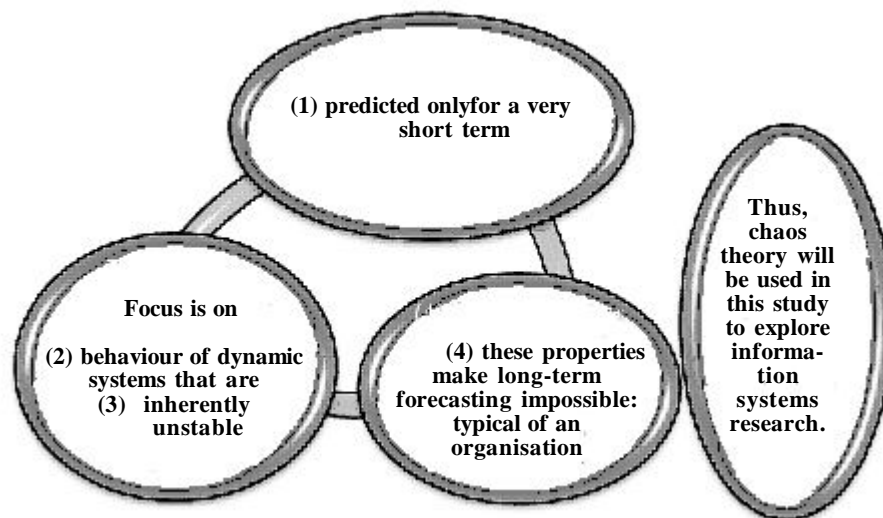 (1) predicted onlyfor a very
short term
Focus is on
(2) behaviour of dynamic
systems that are
(3) inherently
unstable
(4) these properties
make long-term
forecasting impossible:
typical of an
organisation
Thus,
chaos
theory will
be used in
this study
to explore
informa-
tion
systems
research.